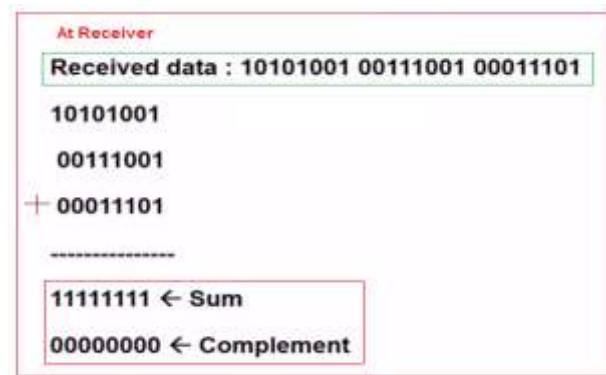 At Receiver
Received data : 10101001 00111001 00011101
10101001
00111001
+ 00011101
---------------
11111111 ← Sum
00000000 ← Complement